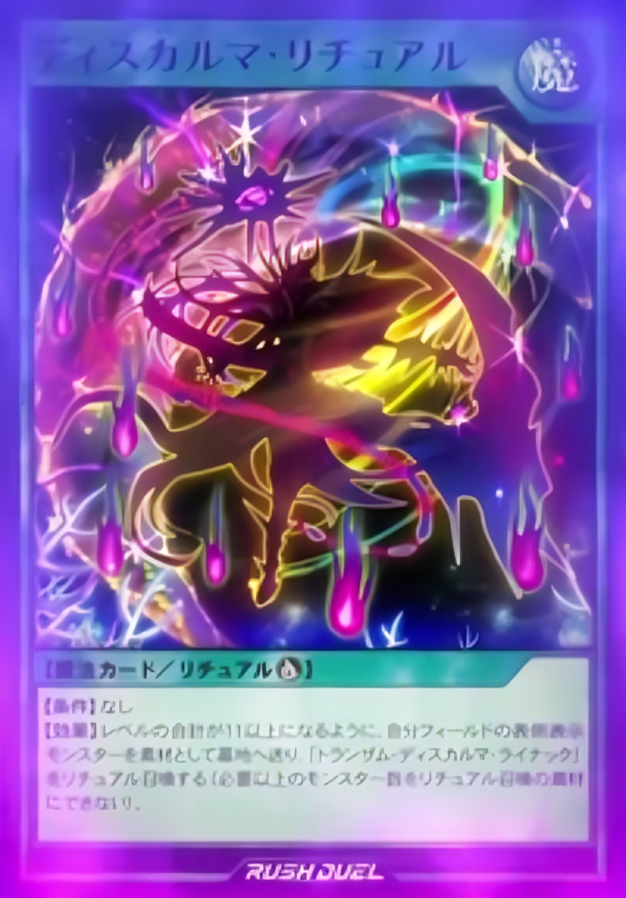 ディスカルマ・リチュアル
魔
【魔法カード／リチュアル】
【条件】なし
【効果】レベルの合計が11以上になるように、自分フィールドの表側表示
モンスターを素材として墓地へ送り、「トランザム・ディスカルマ・ライナック」
をリチュアル召喚する(必要以上のモンスター数をリチュアル召喚の素材
にできない)。
RUSH DUEL